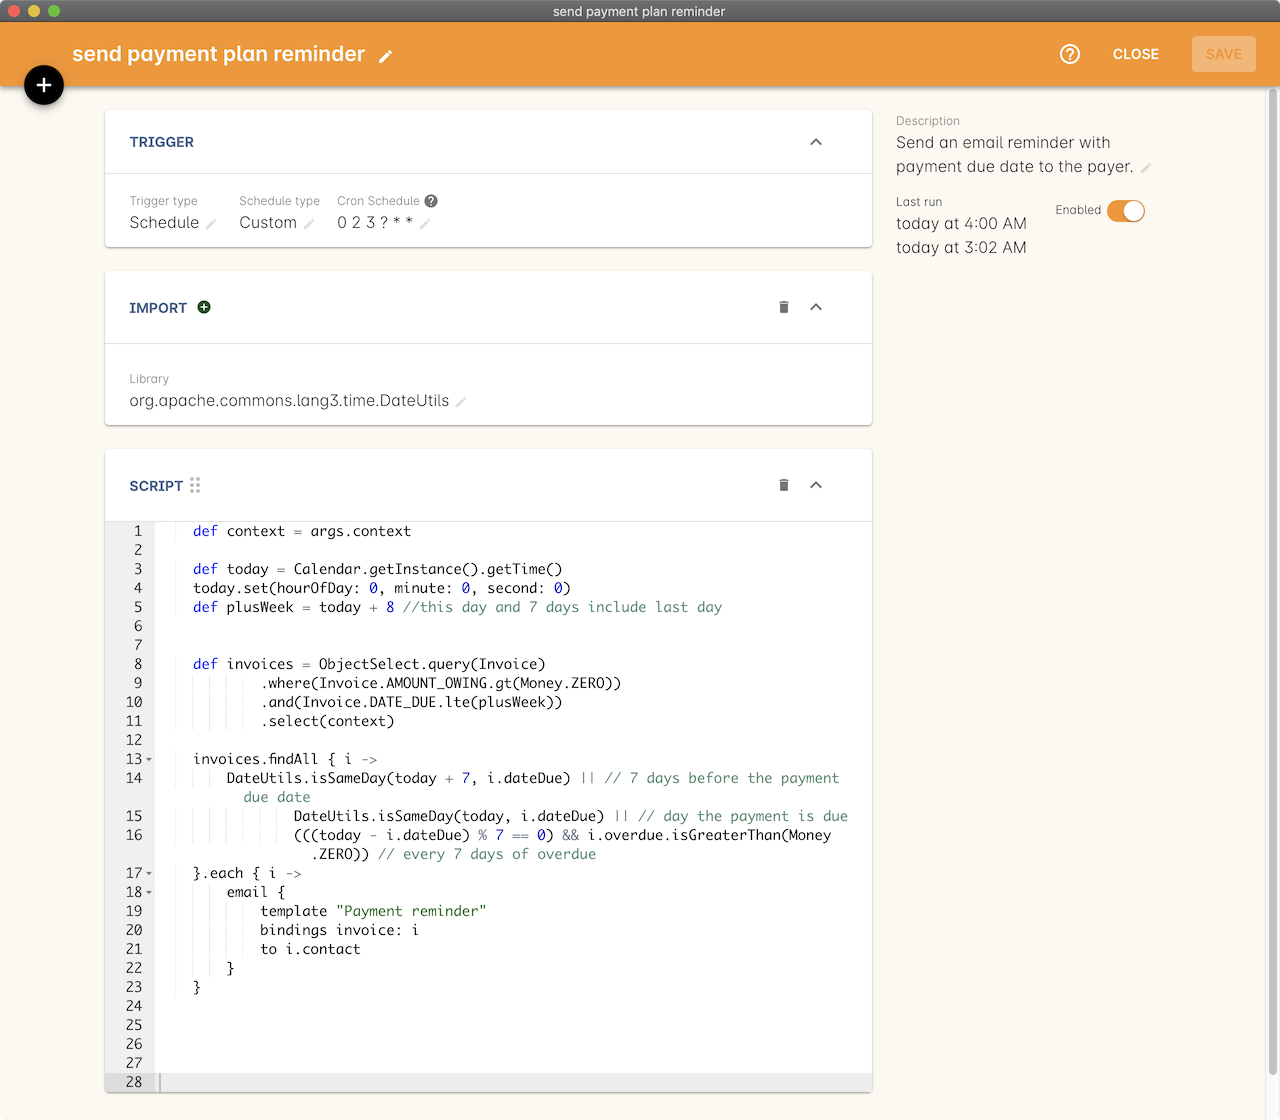 send payment plan reminder
send payment plan reminder
CLOSE
SAVE
TRIGGER
Trigger type
Schedule type
Cron Schedule
Schedule
Custom
0 2 3 ? * *
Description
Send an email reminder with
payment due date to the payer.
Last run
today at 4:00 AM
today at 3:02 AM
Enabled
IMPORT
Library
org.apache.commons.lang3.time.DateUtils
SCRIPT
1 def context = args.context
2
3 def today = Calendar.getInstance().getTime()
4 today.set(hourOfDay: 0, minute: 0, second: 0)
5 def plusWeek = today + 8 //this day and 7 days include last day
6
7
8 def invoices = ObjectSelect.query(Invoice)
9 .where(Invoice.AMOUNT_OWING.gt(Money.ZERO))
10 .and(Invoice.DATE_DUE.lte(plusWeek))
11 .select(context)
12
13 invoices.findAll { i ->
14 DateUtils.isSameDay(today + 7, i.dateDue) || // 7 days before the payment
due date
15 DateUtils.isSameDay(today, i.dateDue) || // day the payment is due
16 (((today - i.dateDue) % 7 == 0) && i.overdue.isGreaterThan(Money
.ZERO)) // every 7 days of overdue
17 }.each { i ->
18 email {
19 template "Payment reminder"
20 bindings invoice: i
21 to i.contact
22 }
23 }
24
25
26
27
28